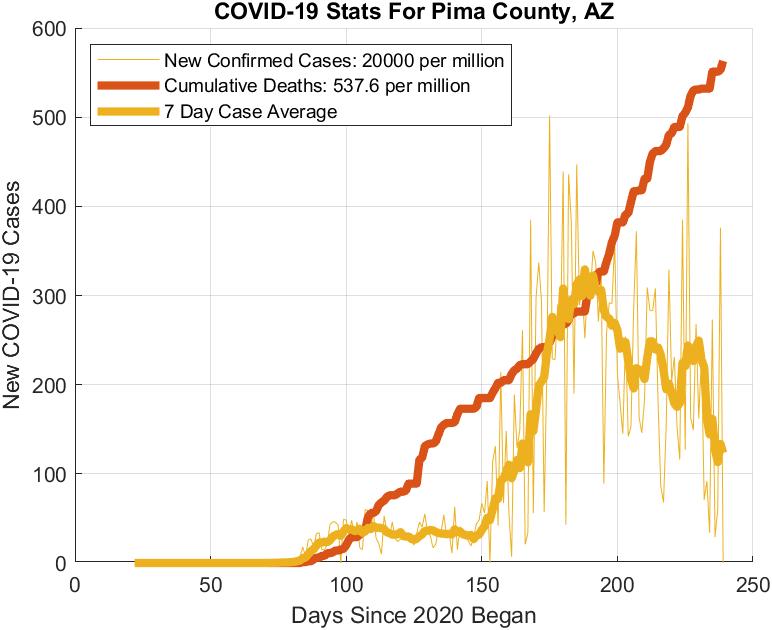 COVID-19 Stats For Pima County, AZ
600
New Confirmed Cases: 20000 per million
Cumulative Deaths: 537.6 per million
7 Day Case Average
500
400
300
200
100
0
New COVID-19 Cases
0 50 100 150 200 250
Days Since 2020 Began